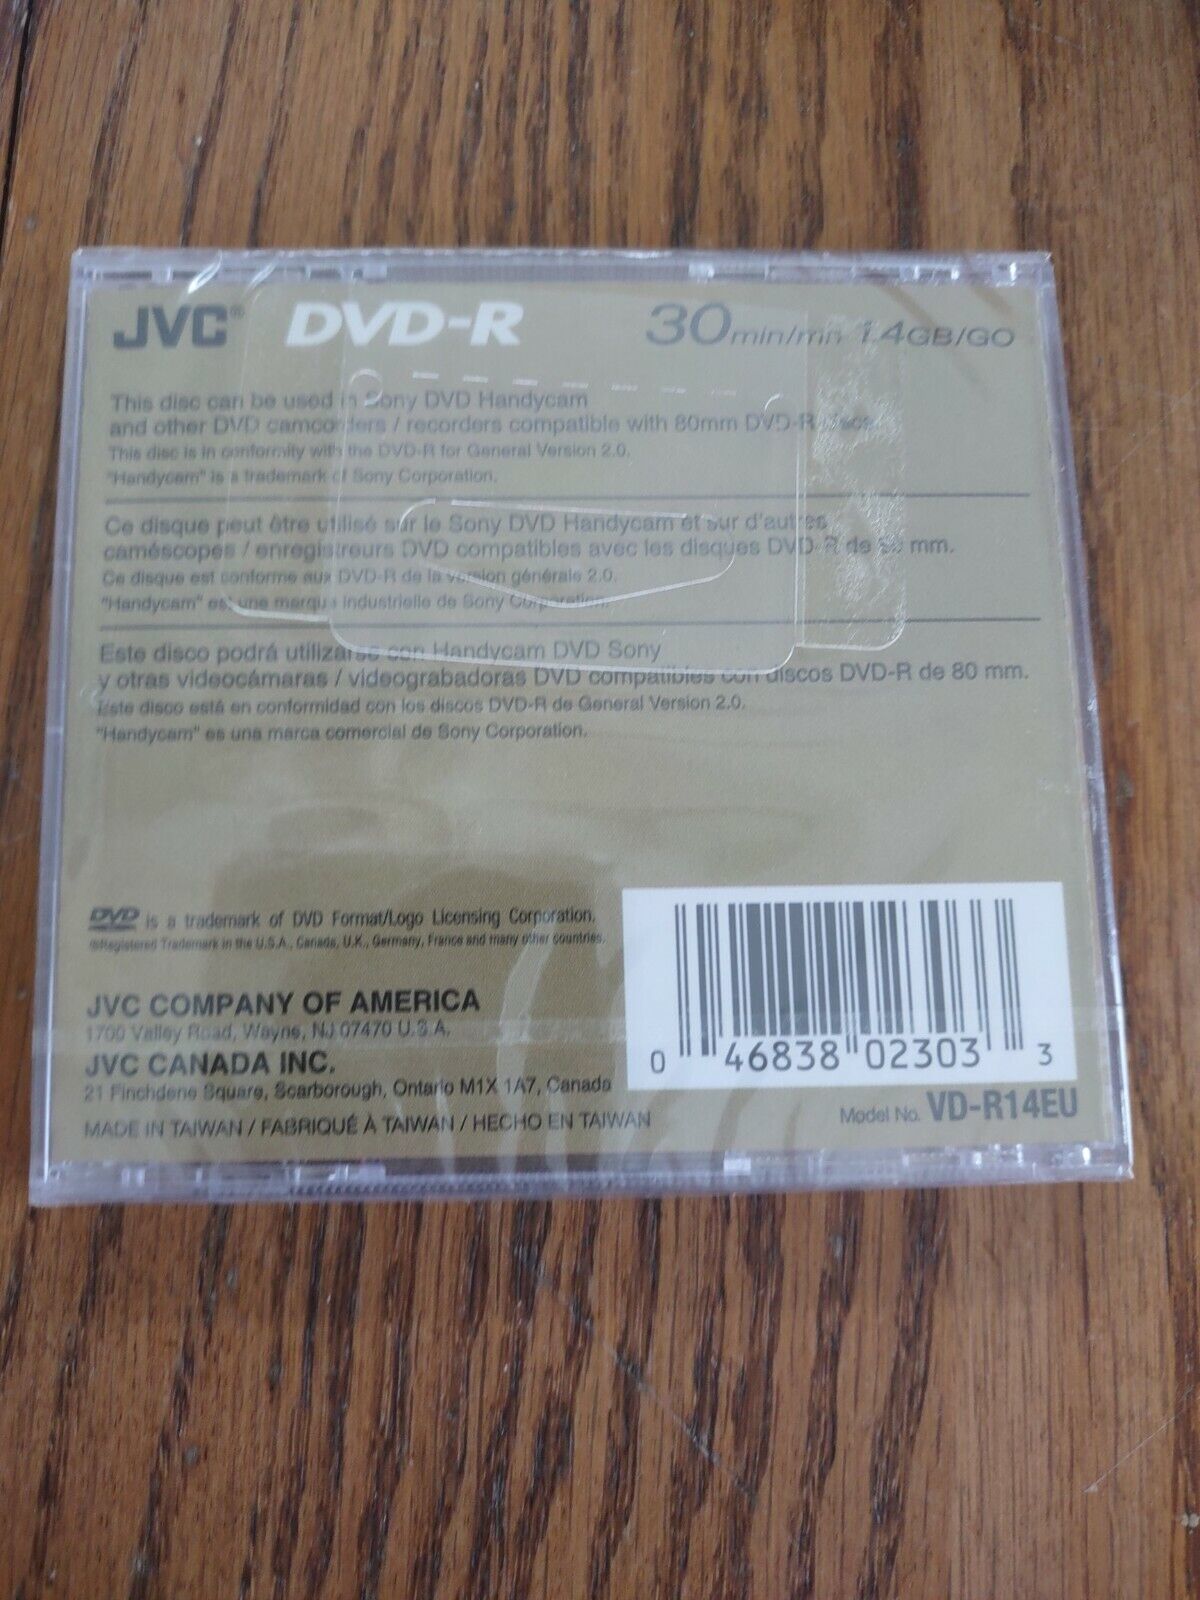 JVC® DVD-R 30min/mn 1.4GB/GO
This disc can be used in Sony DVD Handycam
and other DVD camcorders / recorders compatible with 80mm DVD-R discs.
This disc is in conformity with the DVD-R for General Version 2.0.
"Handycam" is a trademark of Sony Corporation.
Ce disque peut être utilisé sur le Sony DVD Handycam et sur d'autres
caméscopes / enregistreurs DVD compatibles avec les disques DVD-R de 80 mm.
Ce disque est conforme aux DVD-R de la version générale 2.0.
"Handycam" est une marque industrielle de Sony Corporation.
Este disco podrá utilizarse con Handycam DVD Sony
y otras videocámaras / videograbadoras DVD compatibles con discos DVD-R de 80 mm.
Este disco está en conformidad con los discos DVD-R de General Version 2.0.
"Handycam" es una marca comercial de Sony Corporation.
DVD is a trademark of DVD Format/Logo Licensing Corporation.
®Registered Trademark in the U.S.A., Canada, U.K., Germany, France and many other countries.
JVC COMPANY OF AMERICA
1700 Valley Road, Wayne, NJ 07470 U.S.A.
JVC CANADA INC.
21 Finchdene Square, Scarborough, Ontario M1X 1A7, Canada
MADE IN TAIWAN / FABRIQUÉ À TAIWAN / HECHO EN TAIWAN
0 46838 02303 3
Model No. VD-R14EU